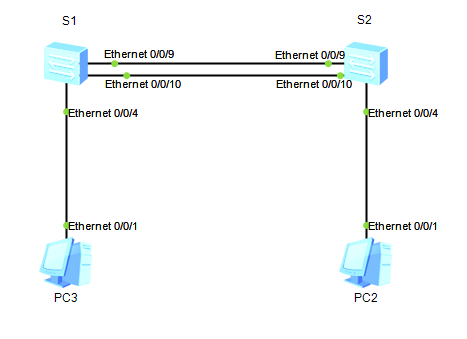 S1
S2
Ethernet 0/0/9
Ethernet 0/0/9
Ethernet 0/0/10
Ethernet 0/0/10
Ethernet 0/0/4
Ethernet 0/0/4
Ethernet 0/0/1
Ethernet 0/0/1
PC3
PC2